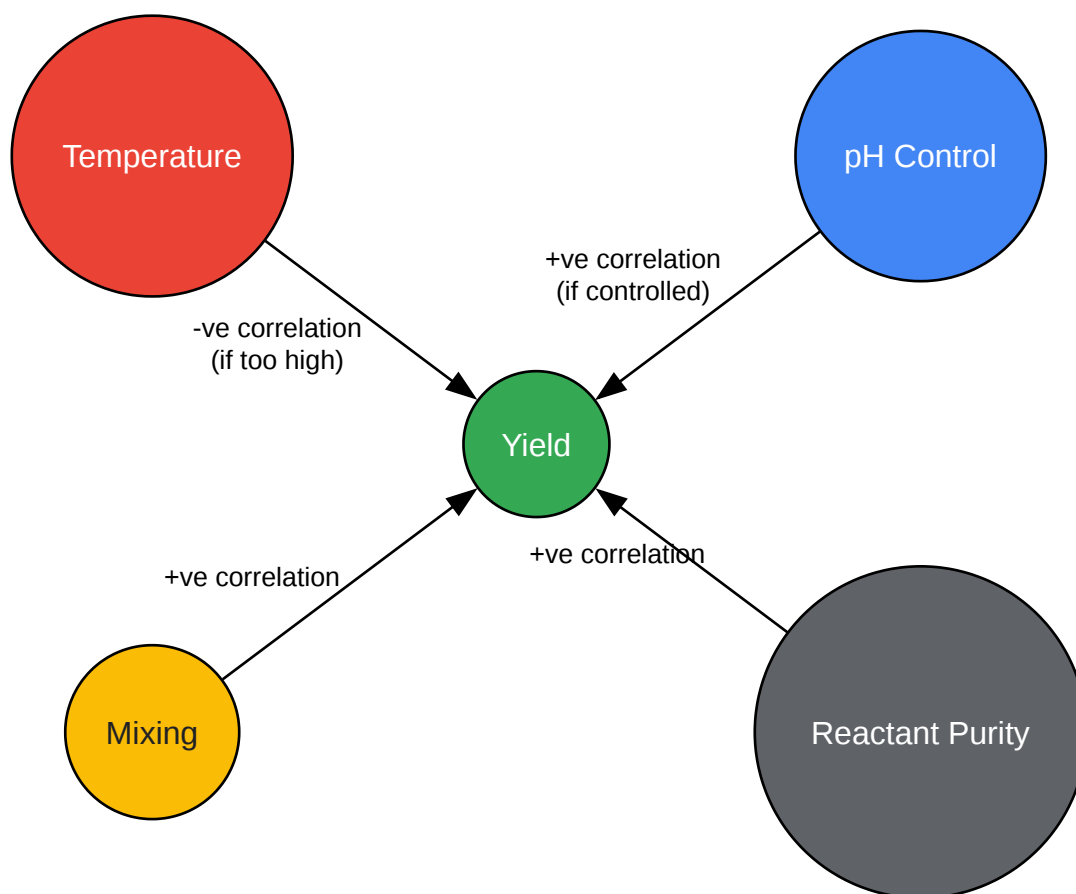 Temperature
pH Control
+ve correlation
(if controlled)
-ve correlation
(if too high)
Yield
+ve correlation
+ve correlation
Mixing
Reactant Purity